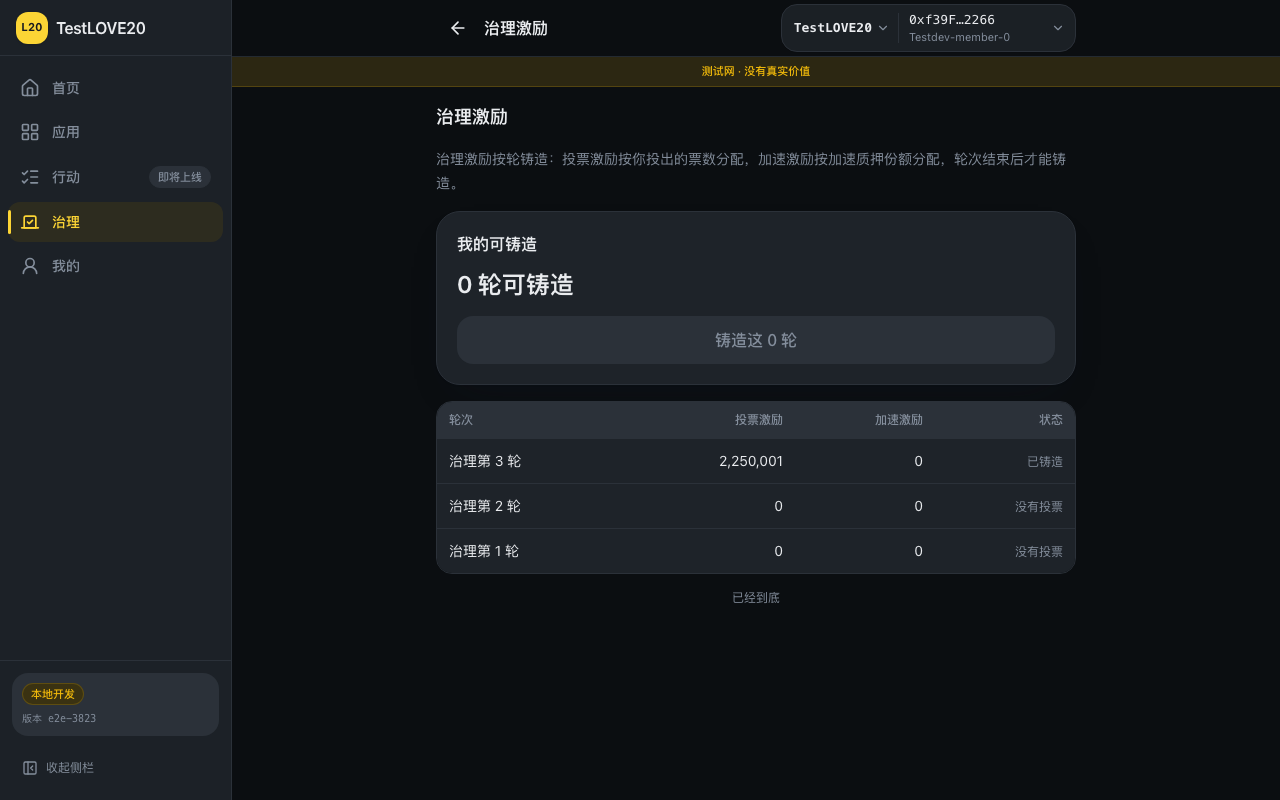 L20 TestLOVE20
首页
应用
行动 即将上线
治理
我的
本地开发
版本 e2e-3823
收起侧栏
治理激励
TestLOVE20
0xf39F…2266
Testdev-member-0
测试网 · 没有真实价值
治理激励
治理激励按轮铸造：投票激励按你投出的票数分配，加速激励按加速质押份额分配，轮次结束后才能铸
造。
我的可铸造
0 轮可铸造
铸造这 0 轮
轮次 投票激励 加速激励 状态
治理第 3 轮 2,250,001 0 已铸造
治理第 2 轮 0 0 没有投票
治理第 1 轮 0 0 没有投票
已经到底